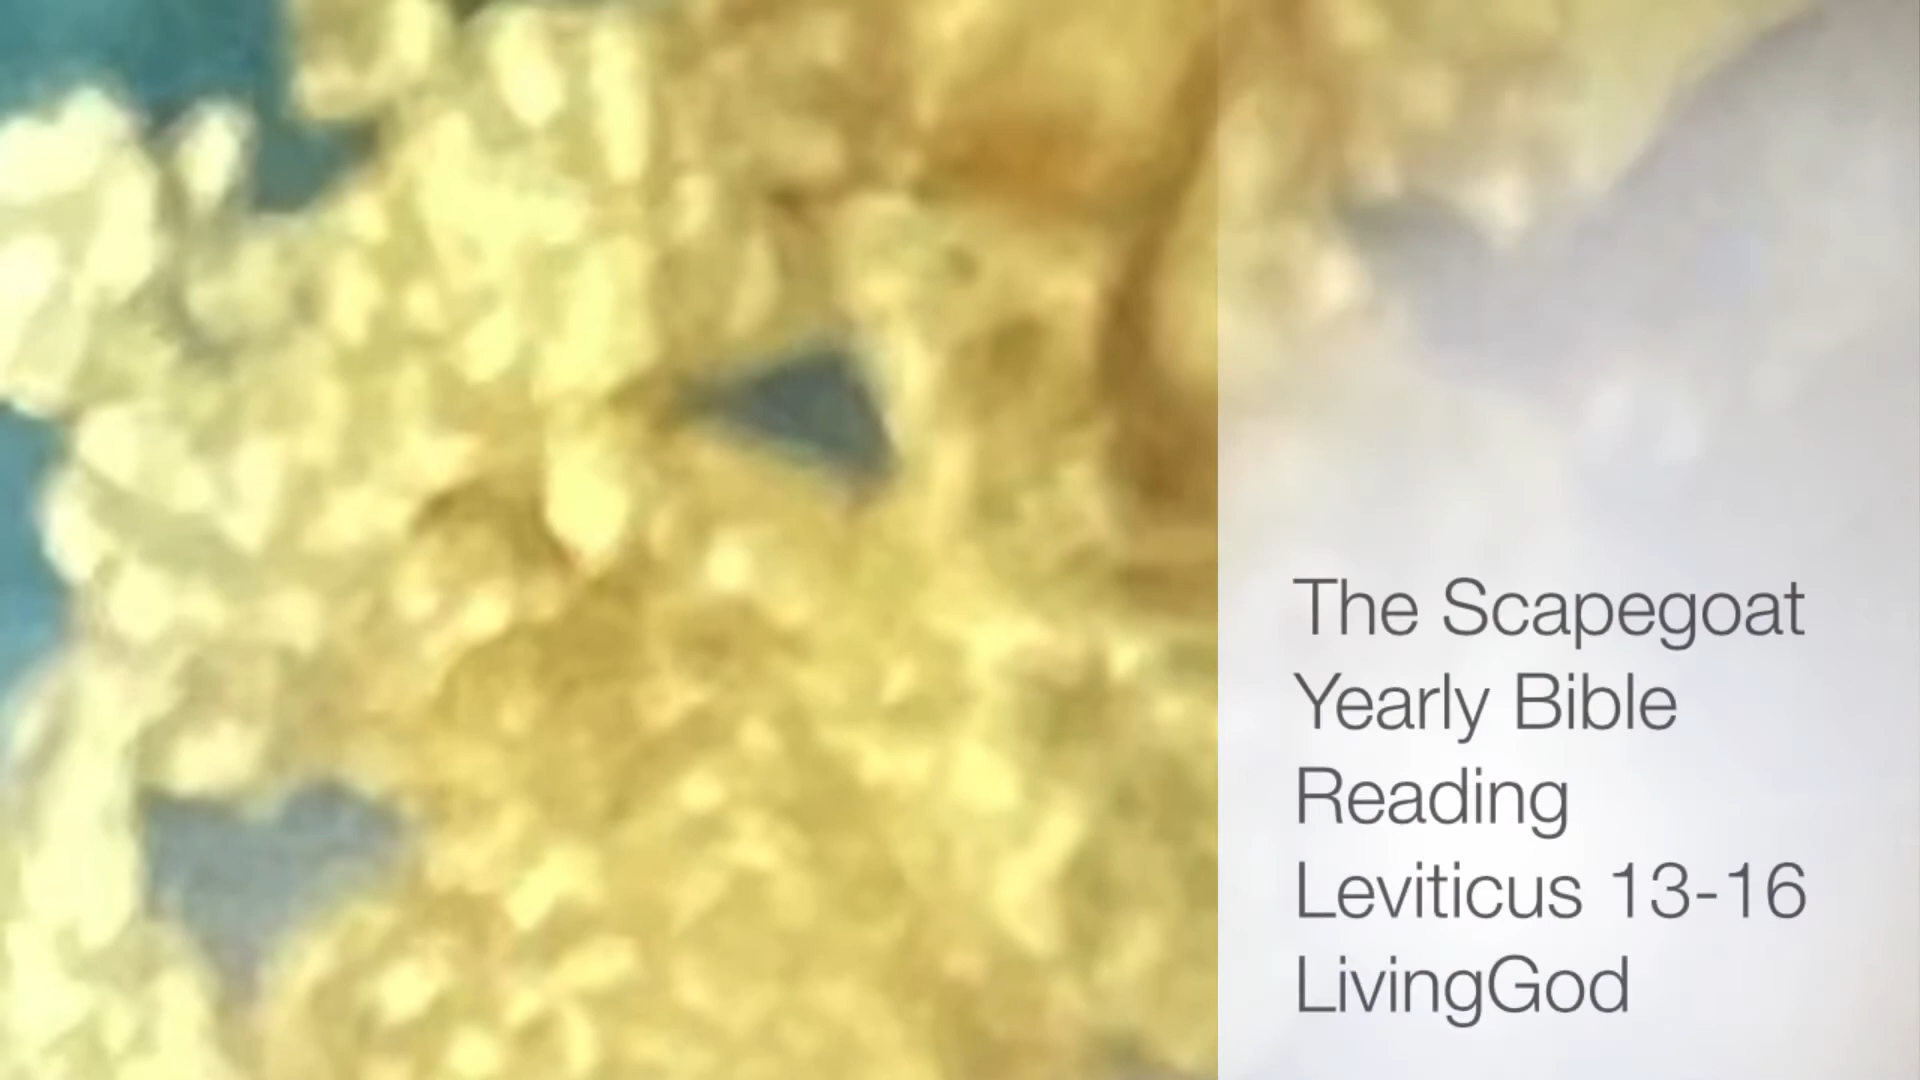 The Scapegoat
Yearly Bible
Reading
Leviticus 13-16
LivingGod